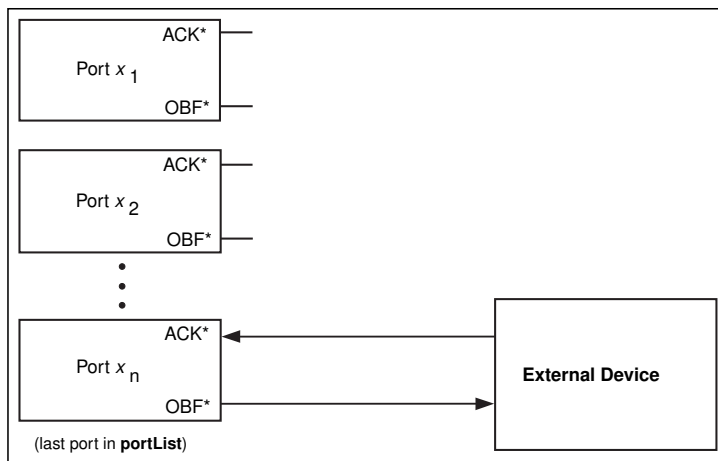 ACK*
Port x 1
OBF*
ACK*
Port x 2
OBF*
ACK*
Port x n
OBF*
External Device
(last port in portList)